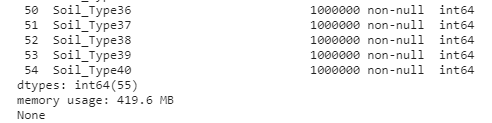 50 Soil_Type36 1000000 non-null int64
51 Soil_Type37 1000000 non-null int64
52 Soil_Type38 1000000 non-null int64
53 Soil_Type39 1000000 non-null int64
54 Soil_Type40 1000000 non-null int64
dtypes: int64(55)
memory usage: 419.6 MB
None